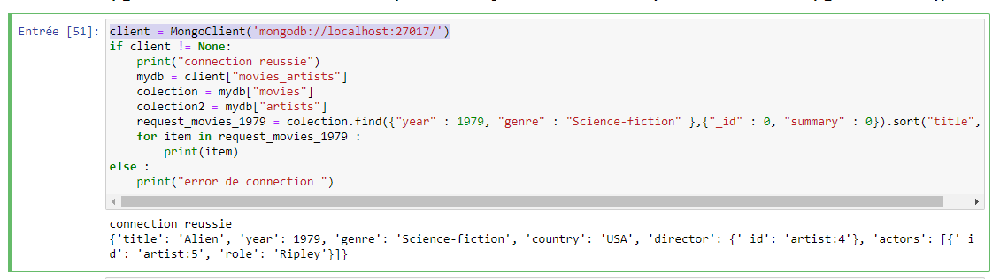 Entrée [51]: client = MongoClient('mongodb://localhost:27017/')
if client != None:
    print("connection reussie")
    mydb = client["movies_artists"]
    colection = mydb["movies"]
    colection2 = mydb["artists"]
    request_movies_1979 = colection.find({"year" : 1979, "genre" : "Science-fiction" },{"_id" : 0, "summary" : 0}).sort("title",
    for item in request_movies_1979 :
        print(item)
else :
    print("error de connection ")
connection reussie
{'title': 'Alien', 'year': 1979, 'genre': 'Science-fiction', 'country': 'USA', 'director': {'_id': 'artist:4'}, 'actors': [{'_i
d': 'artist:5', 'role': 'Ripley'}]}